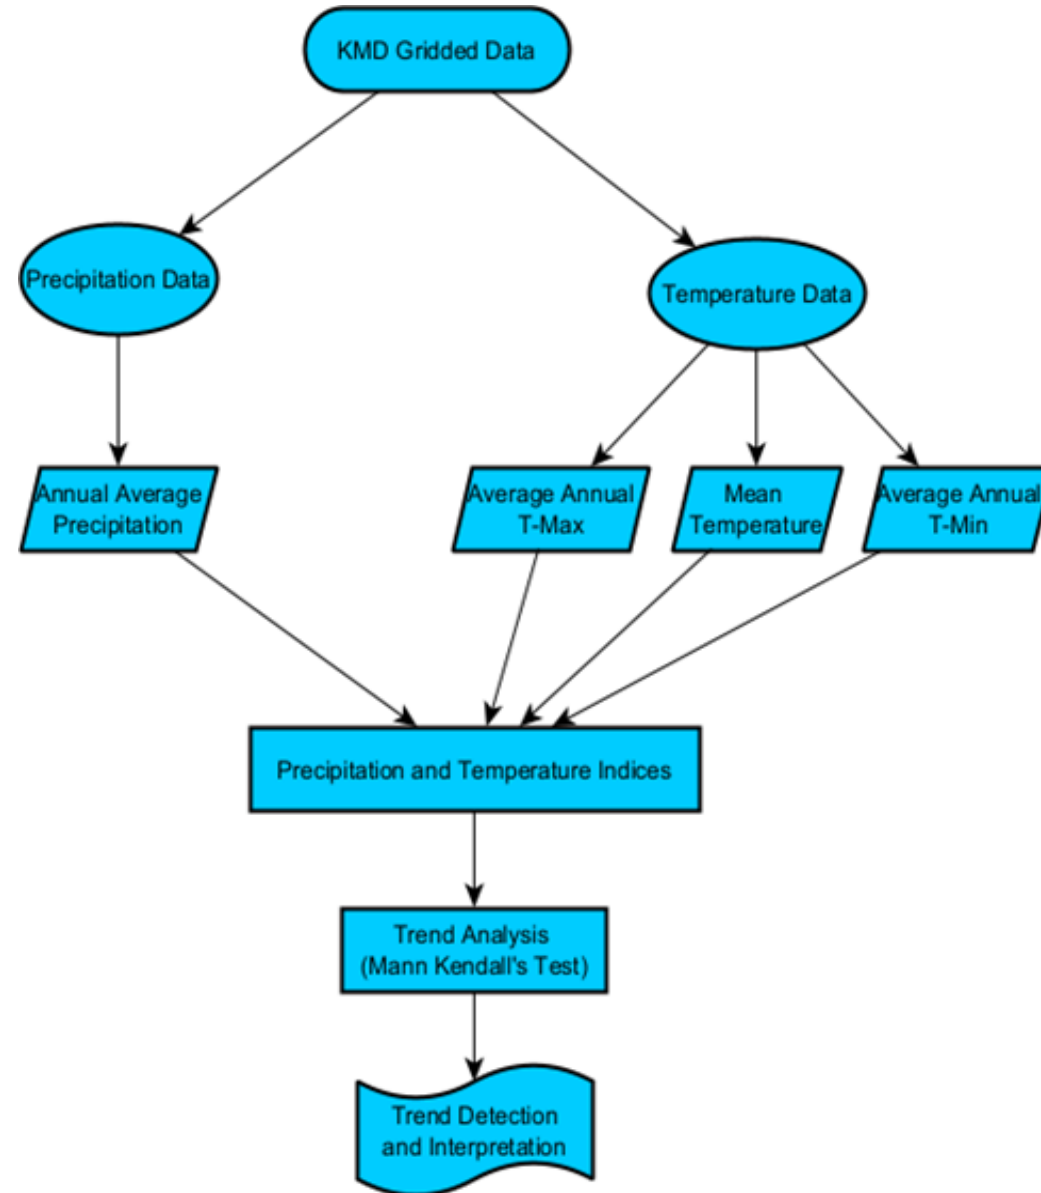 KMD Gridded Data
Precipitation Data
Temperature Data
Annual Average
Precipitation
Average Annual
T-Max
Mean
Temperature
Average Annual
T-Min
Precipitation and Temperature Indices
Trend Analysis
(Mann Kendall's Test)
Trend Detection
and Interpretation